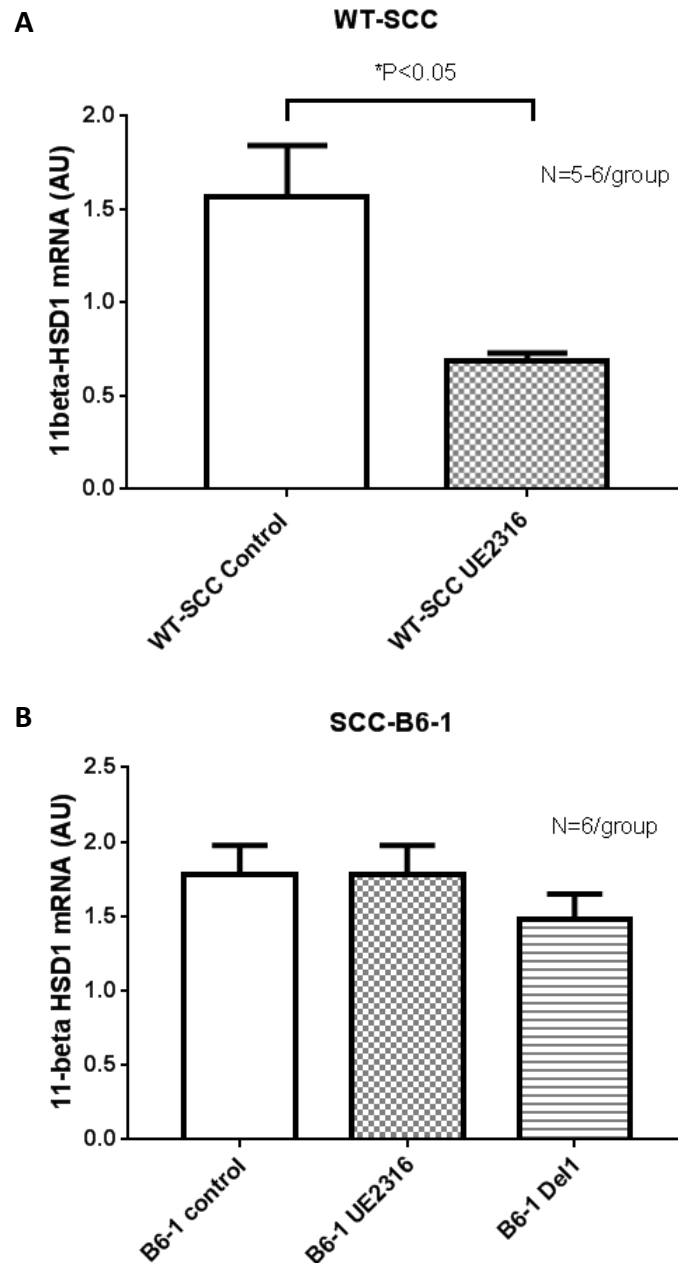 A
WT-SCC
*P<0.05
N=5-6/group
11beta-HSD1 mRNA (AU)
2.0
1.5
1.0
0.5
0.0
WT-SCC Control
WT-SCC UE2316
B
SCC-B6-1
N=6/group
11-beta HSD1 mRNA (AU)
2.5
2.0
1.5
1.0
0.5
0.0
B6-1 control
B6-1 UE2316
B6-1 Del1